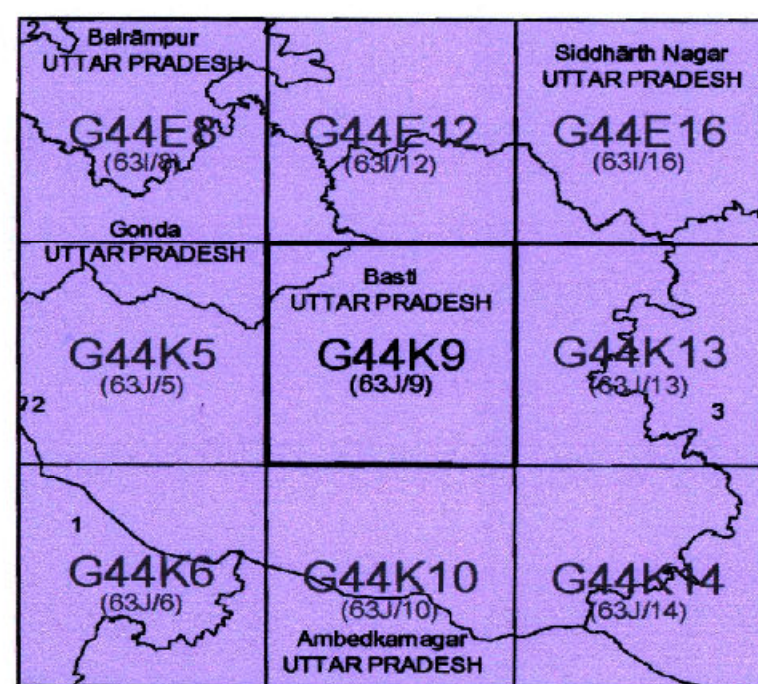 2
Balrāmpur
UTTAR PRADESH
G44E8
(63I/8)
G44E12
(63I/12)
Siddhārth Nagar
UTTAR PRADESH
G44E16
(63I/16)
Gonda
UTTAR PRADESH
G44K5
(63J/5)
72
Basti
UTTAR PRADESH
G44K9
(63J/9)
G44K13
(63J/13)
3
1
G44K6
(63J/6)
G44K10
(63J/10)
Ambedkarnagar
UTTAR PRADESH
G44K14
(63J/14)